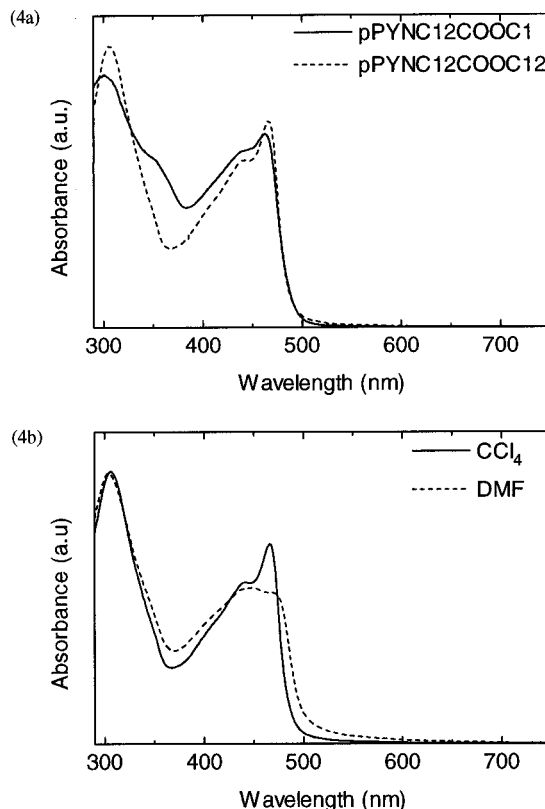 (4a)
pPYNC12COOC1
pPYNC12COOC12
Absorbance (a.u.)
300 400 500 600 700
Wavelength (nm)
(4b)
CCl₄
DMF
Absorbance (a.u)
300 400 500 600 700
Wavelength (nm)